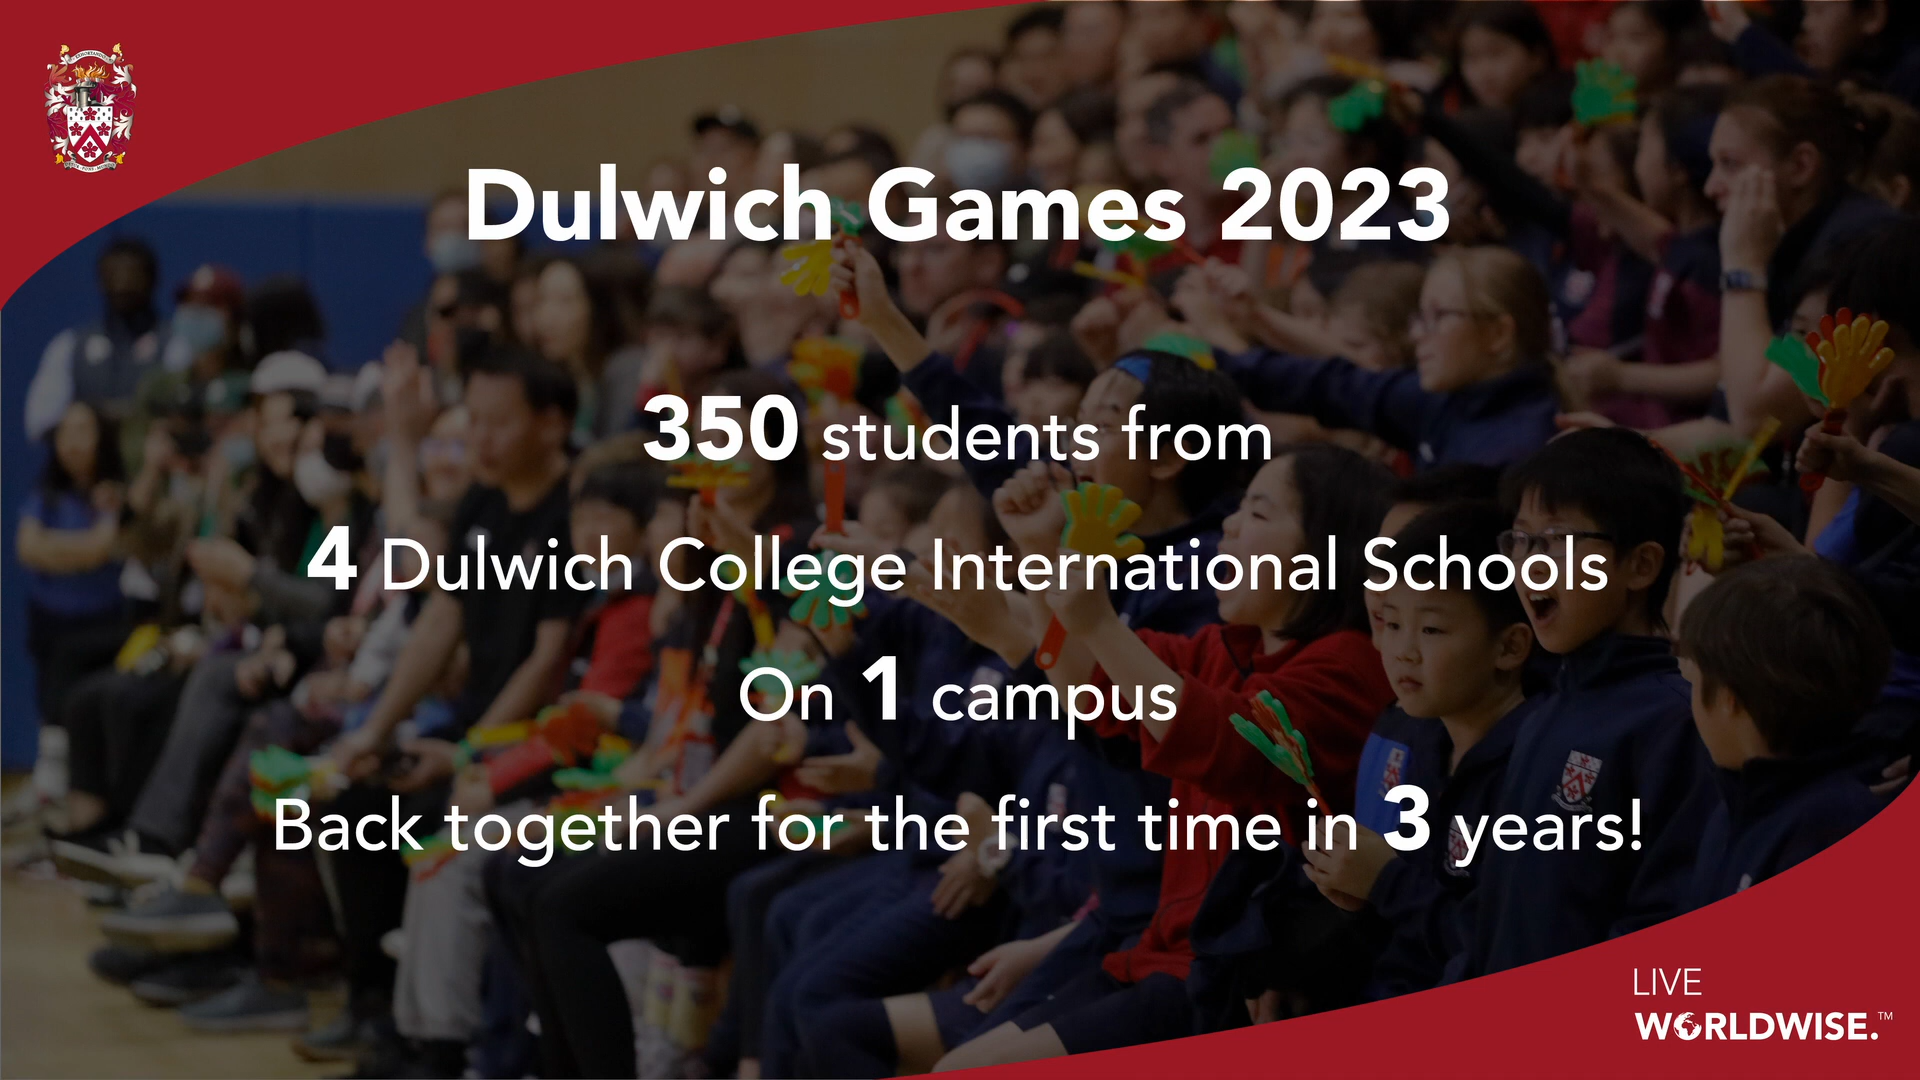 Dulwich Games 2023
350 students from
4 Dulwich College International Schools
On 1 campus
Back together for the first time in 3 years!
LIVE
WORLDWISE.™